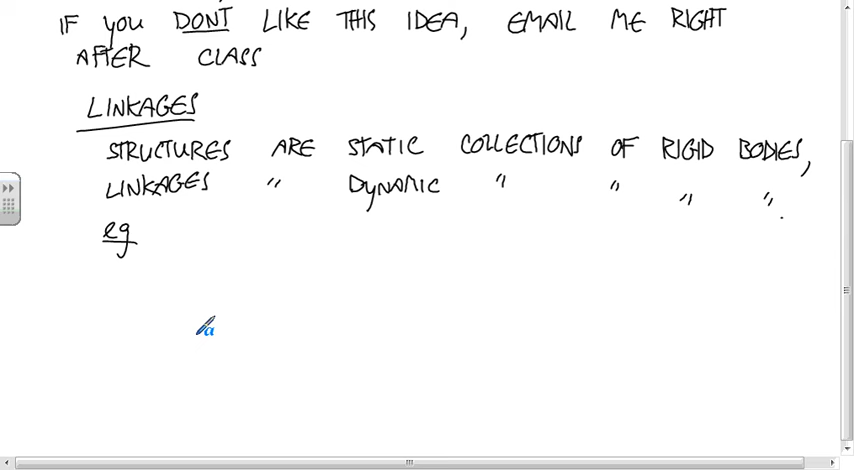 IF you DONT LIKE THIS IDEA, EMAIL ME RIGHT
AFTER CLASS
LINKAGES
STRUCTURES ARE STATIC COLLECTIONS OF RIGID BODIES,
LINKAGES " DYNAMIC " " " ".
eg